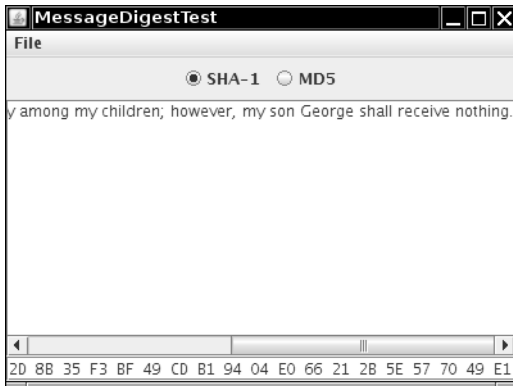 MessageDigestTest
File
SHA-1 MD5
y among my children; however, my son George shall receive nothing.
2D 8B 35 F3 BF 49 CD B1 94 04 E0 66 21 2B 5E 57 70 49 E1